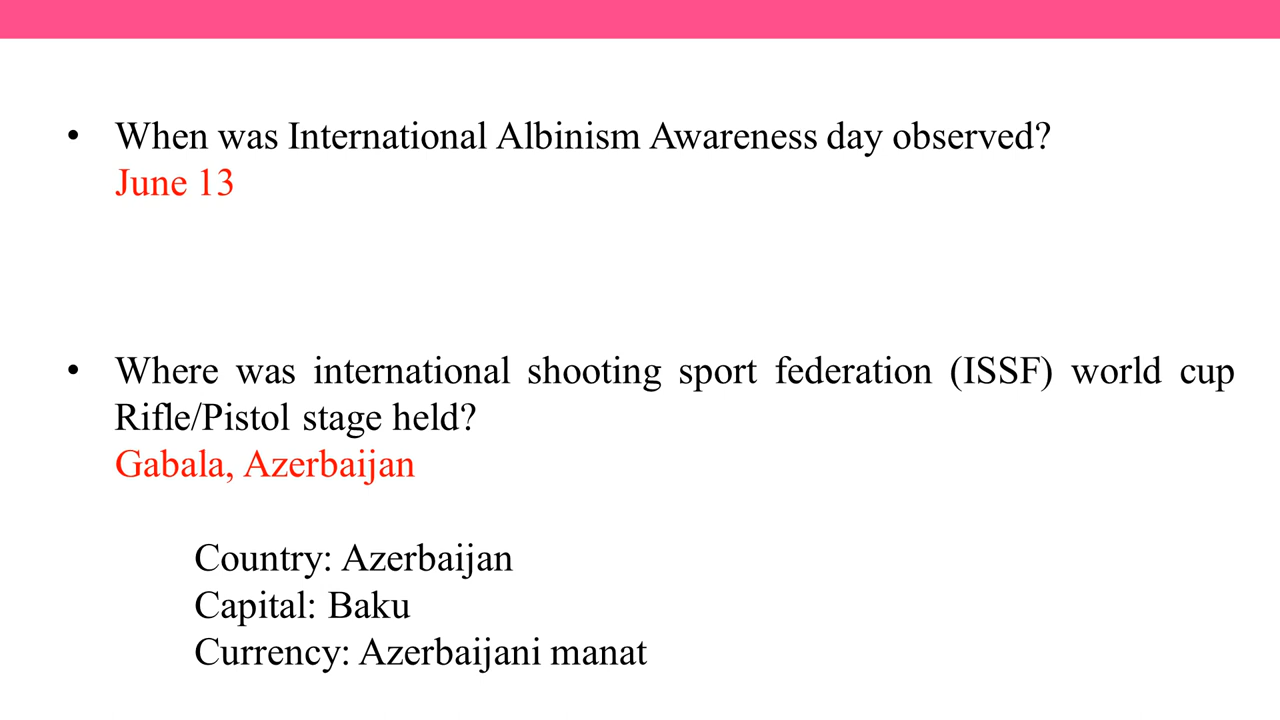 • When was International Albinism Awareness day observed?
June 13
• Where was international shooting sport federation (ISSF) world cup
Rifle/Pistol stage held?
Gabala, Azerbaijan
Country: Azerbaijan
Capital: Baku
Currency: Azerbaijani manat